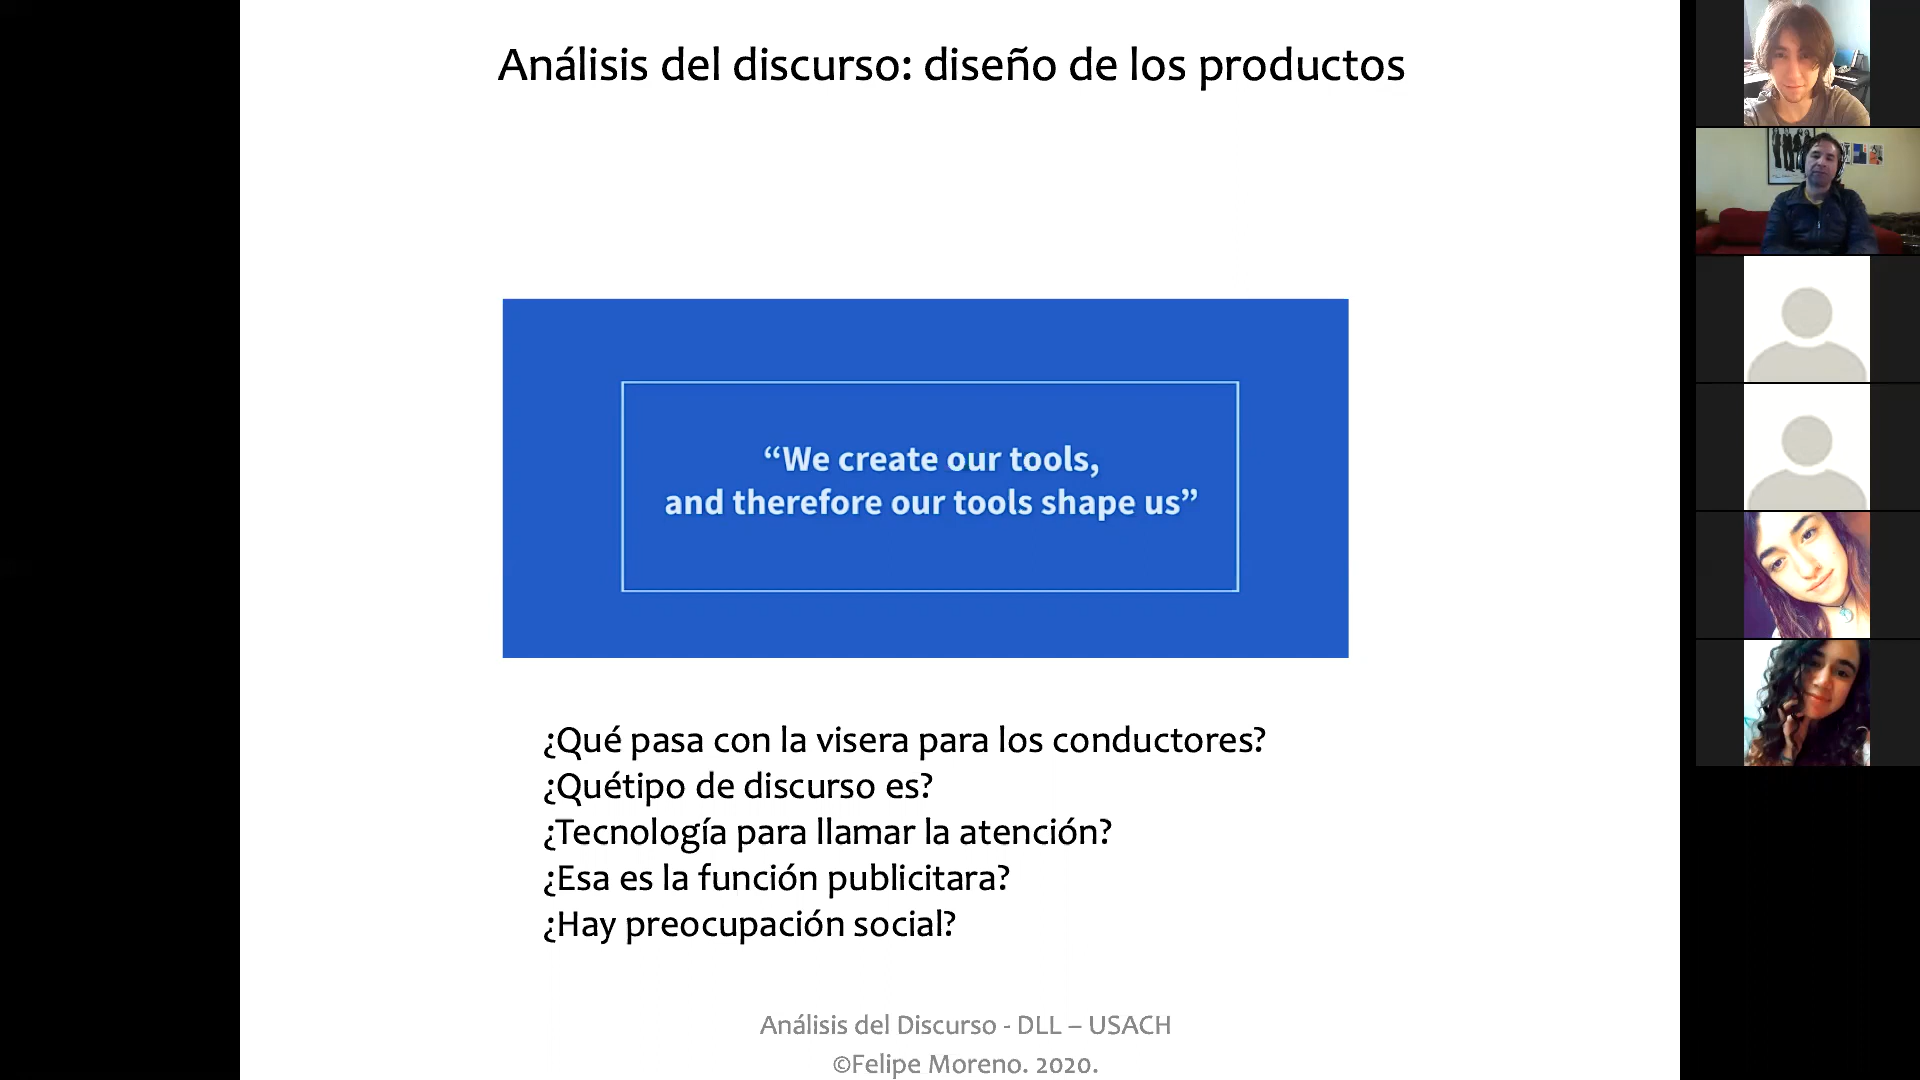 Análisis del discurso: diseño de los productos
“We create our tools,
and therefore our tools shape us”
¿Qué pasa con la visera para los conductores?
¿Quétipo de discurso es?
¿Tecnología para llamar la atención?
¿Esa es la función publicitara?
¿Hay preocupación social?
Análisis del Discurso - DLL – USACH
©Felipe Moreno. 2020.